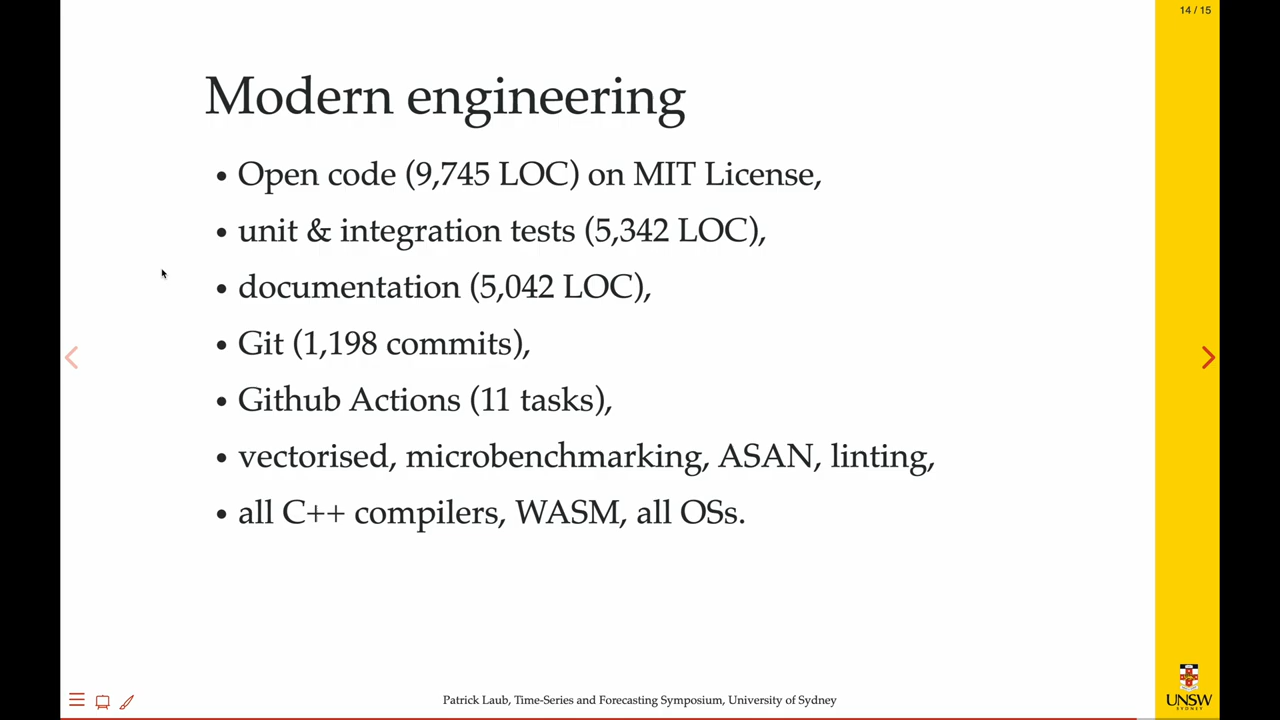 14 / 15
Modern engineering
• Open code (9,745 LOC) on MIT License,
• unit & integration tests (5,342 LOC),
• documentation (5,042 LOC),
• Git (1,198 commits),
• Github Actions (11 tasks),
• vectorised, microbenchmarking, ASAN, linting,
• all C++ compilers, WASM, all OSs.
Patrick Laub, Time-Series and Forecasting Symposium, University of Sydney
UNSW
SYDNEY